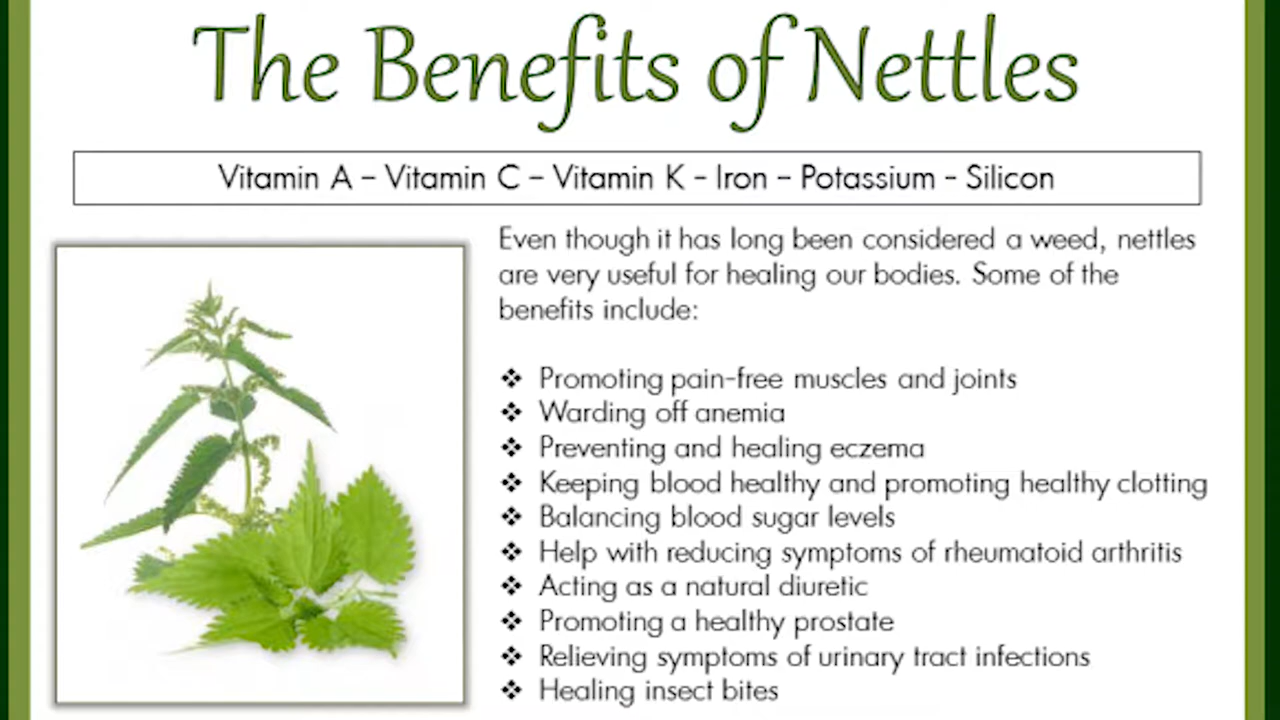 The Benefits of Nettles
Vitamin A – Vitamin C – Vitamin K – Iron – Potassium – Silicon
Even though it has long been considered a weed, nettles
are very useful for healing our bodies. Some of the
benefits include:
❖ Promoting pain-free muscles and joints
❖ Warding off anemia
❖ Preventing and healing eczema
❖ Keeping blood healthy and promoting healthy clotting
❖ Balancing blood sugar levels
❖ Help with reducing symptoms of rheumatoid arthritis
❖ Acting as a natural diuretic
❖ Promoting a healthy prostate
❖ Relieving symptoms of urinary tract infections
❖ Healing insect bites